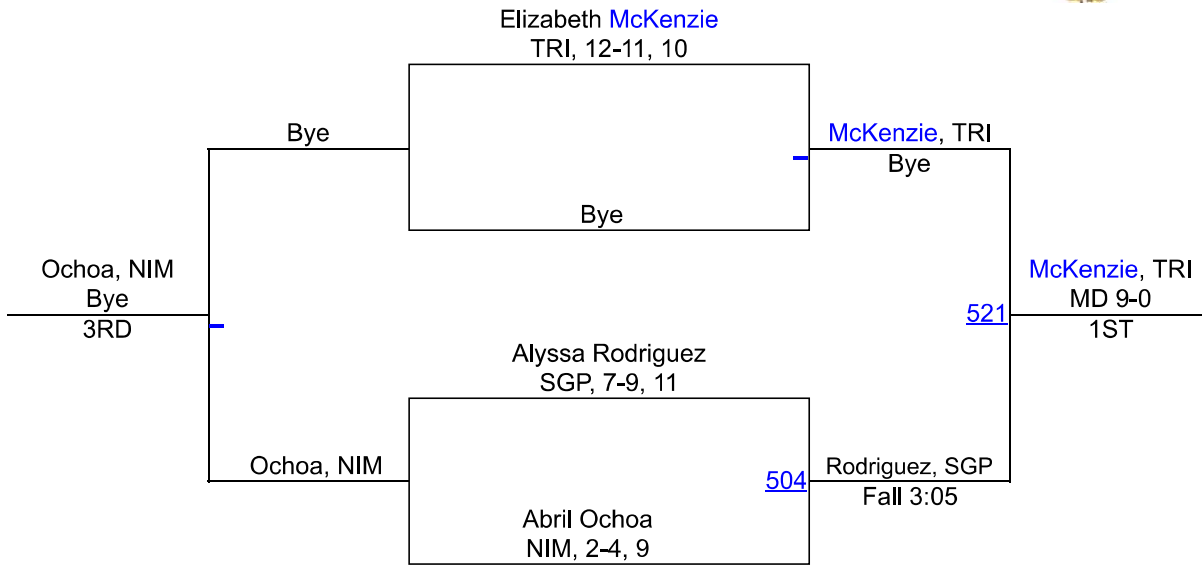 Elizabeth McKenzie
TRI, 12-11, 10
Bye
McKenzie, TRI
Bye
Bye
Ochoa, NIM
Bye
3RD
McKenzie, TRI
MD 9-0
1ST
521
Alyssa Rodriguez
SGP, 7-9, 11
Ochoa, NIM
504
Rodriguez, SGP
Fall 3:05
Abril Ochoa
NIM, 2-4, 9